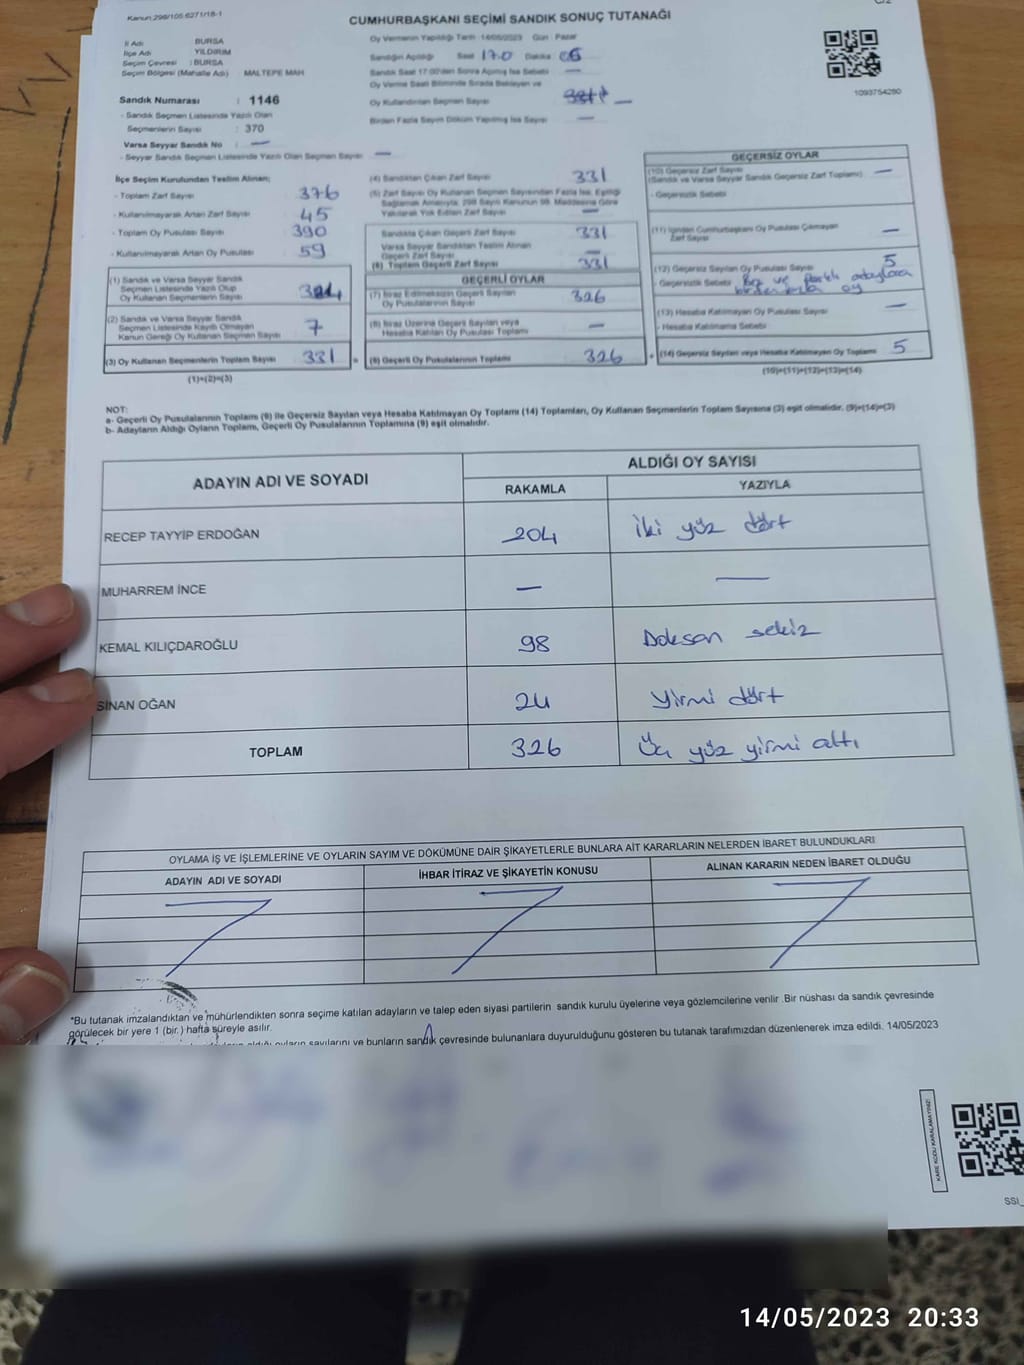 Kanun:298/105 6271/18-1
CUMHURBAŞKANI SEÇİMİ SANDIK SONUÇ TUTANAĞI
İl Adı BURSA
İlçe Adı YILDIRIM
Seçim Çevresi : BURSA
Seçim Bölgesi (Mahalle Adı) MALTEPE MAH
Sandık Numarası : 1146
- Sandık Seçmen Listesinde Yazılı Olan
Seçmenlerin Sayısı : 370
Varsa Seyyar Sandık No : —
- Seyyar Sandık Seçmen Listesinde Yazılı Olan Seçmen Sayısı —
Oy Vermenin Yapıldığı Tarih : 14/05/2023 Gün : Pazar
Sandığın Açıldığı Saat 17.0 Dakika 06
Sandık Saat 17:00'den Sonra Açılmış İse Sebebi —
Oy Verme Saati Bitiminde Sırada Bekleyen ve
Oy Kullandırılan Seçmen Sayısı —
Birden Fazla Sayım Döküm Yapılmış İse Sayısı —
1093754280
İlçe Seçim Kurulundan Teslim Alınan;
- Toplam Zarf Sayısı 376
- Kullanılmayarak Artan Zarf Sayısı 45
- Toplam Oy Pusulası Sayısı 390
- Kullanılmayarak Artan Oy Pusulası 59
(1) Sandık ve Varsa Seyyar Sandık
Seçmen Listesinde Yazılı Olup
Oy Kullanan Seçmenlerin Sayısı 324
(2) Sandık ve Varsa Seyyar Sandık
Seçmen Listesinde Kayıtlı Olmayan
Kanun Gereği Oy Kullanan Seçmen Sayısı 7
(3) Oy Kullanan Seçmenlerin Toplam Sayısı 331
(1)+(2)=(3)
(4) Sandıktan Çıkan Zarf Sayısı 331
(5) Zarf Sayısı Oy Kullanan Seçmen Sayısından Fazla İse, Eşitliği
Sağlamak Amacıyla; 298 Sayılı Kanunun 98. Maddesine Göre
Yakılarak Yok Edilen Zarf Sayısı —
Sandıkta Çıkan Geçerli Zarf Sayısı 331
Varsa Seyyar Sandıktan Teslim Alınan
Geçerli Zarf Sayısı —
(6) Toplam Geçerli Zarf Sayısı 331
GEÇERLİ OYLAR
(7) İtiraz Edilmeksizin Geçerli Sayılan
Oy Pusulalarının Sayısı 326
(8) İtiraz Üzerine Geçerli Sayılan veya
Hesaba Katılan Oy Pusulası Toplamı —
= (9) Geçerli Oy Pusulalarının Toplamı 326
GEÇERSİZ OYLAR
(10) Geçersiz Zarf Sayısı —
(Sandık ve Varsa Seyyar Sandık Geçersiz Zarf Toplamı)
- Geçersizlik Sebebi
(11) İçinden Cumhurbaşkanı Oy Pusulası Çıkmayan
Zarf Sayısı —
(12) Geçersiz Sayılan Oy Pusulası Sayısı 5
- Geçersizlik Sebebi Boş ve farklı adaylara
birden fazla oy
(13) Hesaba Katılmayan Oy Pusulası Sayısı —
- Hesaba Katılmama Sebebi
+ (14) Geçersiz Sayılan veya Hesaba Katılmayan Oy Toplamı 5
(10)+(11)+(12)+(13)=(14)
NOT:
a- Geçerli Oy Pusulalarının Toplamı (9) ile Geçersiz Sayılan veya Hesaba Katılmayan Oy Toplamı (14) Toplamları, Oy Kullanan Seçmenlerin Toplam Sayısına (3) eşit olmalıdır. (9)+(14)=(3)
b- Adayların Aldığı Oyların Toplamı, Geçerli Oy Pusulalarının Toplamına (9) eşit olmalıdır.
ADAYIN ADI VE SOYADI ALDIĞI OY SAYISI
RAKAMLA YAZIYLA
RECEP TAYYİP ERDOĞAN 204 İki yüz dört
MUHARREM İNCE — —
KEMAL KILIÇDAROĞLU 98 Doksan sekiz
SİNAN OĞAN 24 Yirmi dört
TOPLAM 326 Üç yüz yirmi altı
OYLAMA İŞ VE İŞLEMLERİNE VE OYLARIN SAYIM VE DÖKÜMÜNE DAİR ŞİKAYETLERLE BUNLARA AİT KARARLARIN NELERDEN İBARET BULUNDUKLARI
ADAYIN ADI VE SOYADI İHBAR İTİRAZ VE ŞİKAYETİN KONUSU ALINAN KARARIN NEDEN İBARET OLDUĞU
*Bu tutanak imzalandıktan ve mühürlendikten sonra seçime katılan adayların ve talep eden siyasi partilerin sandık kurulu üyelerine veya gözlemcilerine verilir .Bir nüshası da sandık çevresinde
görülecek bir yere 1 (bir.) hafta süreyle asılır.
aldığı oyların sayılarını ve bunların sandık çevresinde bulunanlara duyurulduğunu gösteren bu tutanak tarafımızdan düzenlenerek imza edildi. 14/05/2023
KARE KODU KARALAMAYINIZ!
SSI_
14/05/2023 20:33